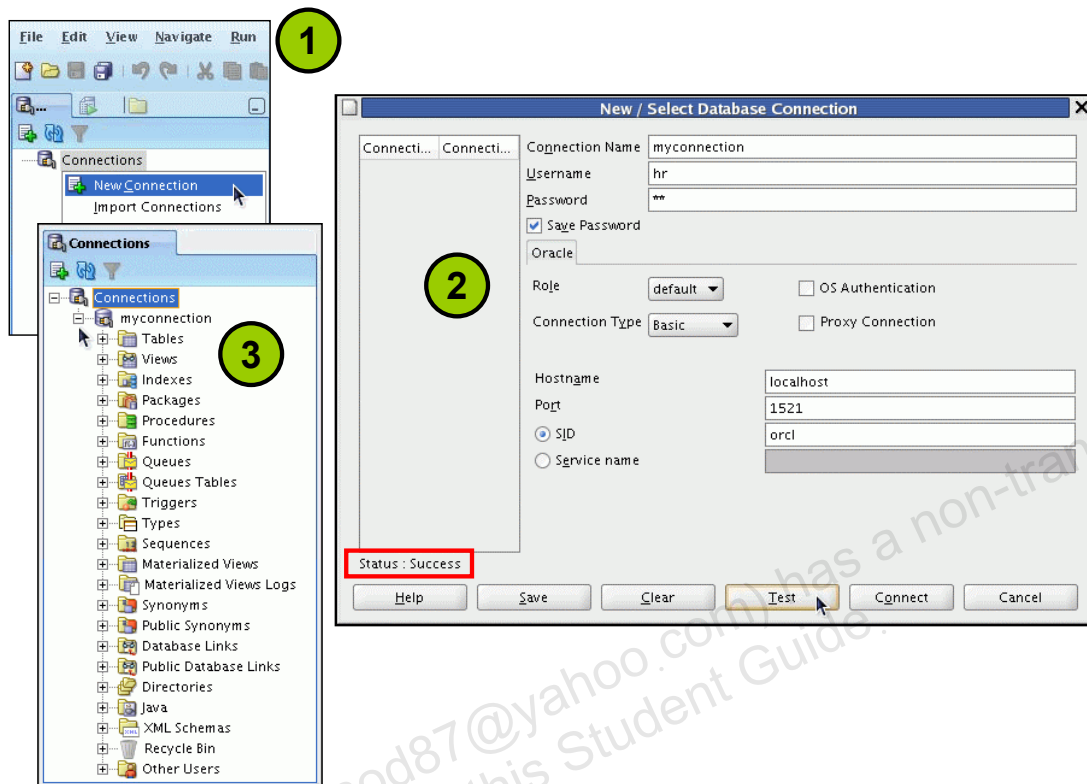 File Edit View Navigate Run
1
Connections
New Connection
Import Connections
Connections
Connections
myconnection
Tables
Views
Indexes
Packages
Procedures
Functions
Queues
Queues Tables
Triggers
Types
Sequences
Materialized Views
Materialized Views Logs
Synonyms
Public Synonyms
Database Links
Public Database Links
Directories
Java
XML Schemas
Recycle Bin
Other Users
3
New / Select Database Connection
Connecti... Connecti...
Connection Name myconnection
Username hr
Password **
Save Password
Oracle
2
Role default OS Authentication
Connection Type Basic Proxy Connection
Hostname localhost
Port 1521
SID orcl
Service name
Status : Success
Help Save Clear Test Connect Cancel
od87@yahoo.com) has a non-tran
this Student Guide.